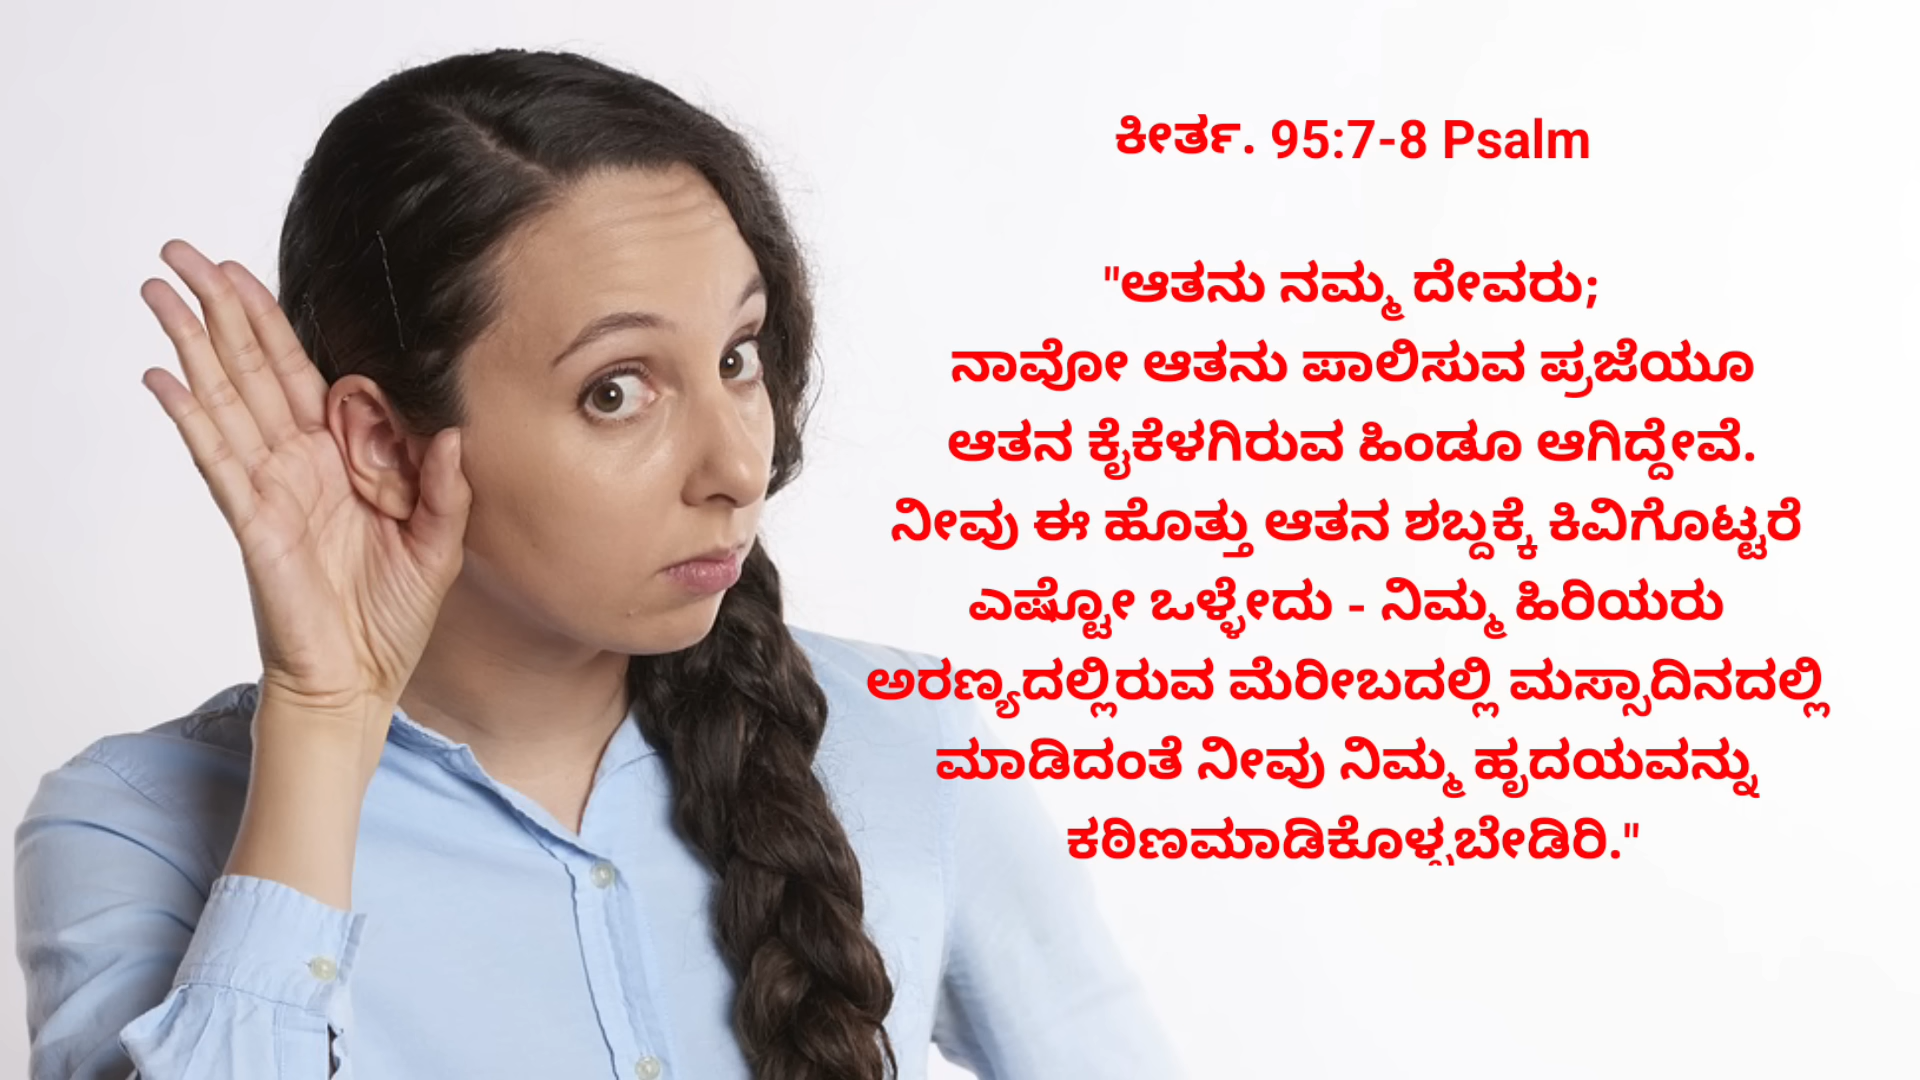 ಕೀರ್ತ. 95:7-8 Psalm
"ಆತನು ನಮ್ಮ ದೇವರು;
ನಾವೋ ಆತನು ಪಾಲಿಸುವ ಪ್ರಜೆಯೂ
ಆತನ ಕೈಕೆಳಗಿರುವ ಹಿಂಡೂ ಆಗಿದ್ದೇವೆ.
ನೀವು ಈ ಹೊತ್ತು ಆತನ ಶಬ್ದಕ್ಕೆ ಕಿವಿಗೊಟ್ಟರೆ
ಎಷ್ಟೋ ಒಳ್ಳೇದು - ನಿಮ್ಮ ಹಿರಿಯರು
ಅರಣ್ಯದಲ್ಲಿರುವ ಮೆರೀಬದಲ್ಲಿ ಮಸ್ಸಾದಿನದಲ್ಲಿ
ಮಾಡಿದಂತೆ ನೀವು ನಿಮ್ಮ ಹೃದಯವನ್ನು
ಕಠಿಣಮಾಡಿಕೊಳ್ಳಬೇಡಿರಿ."